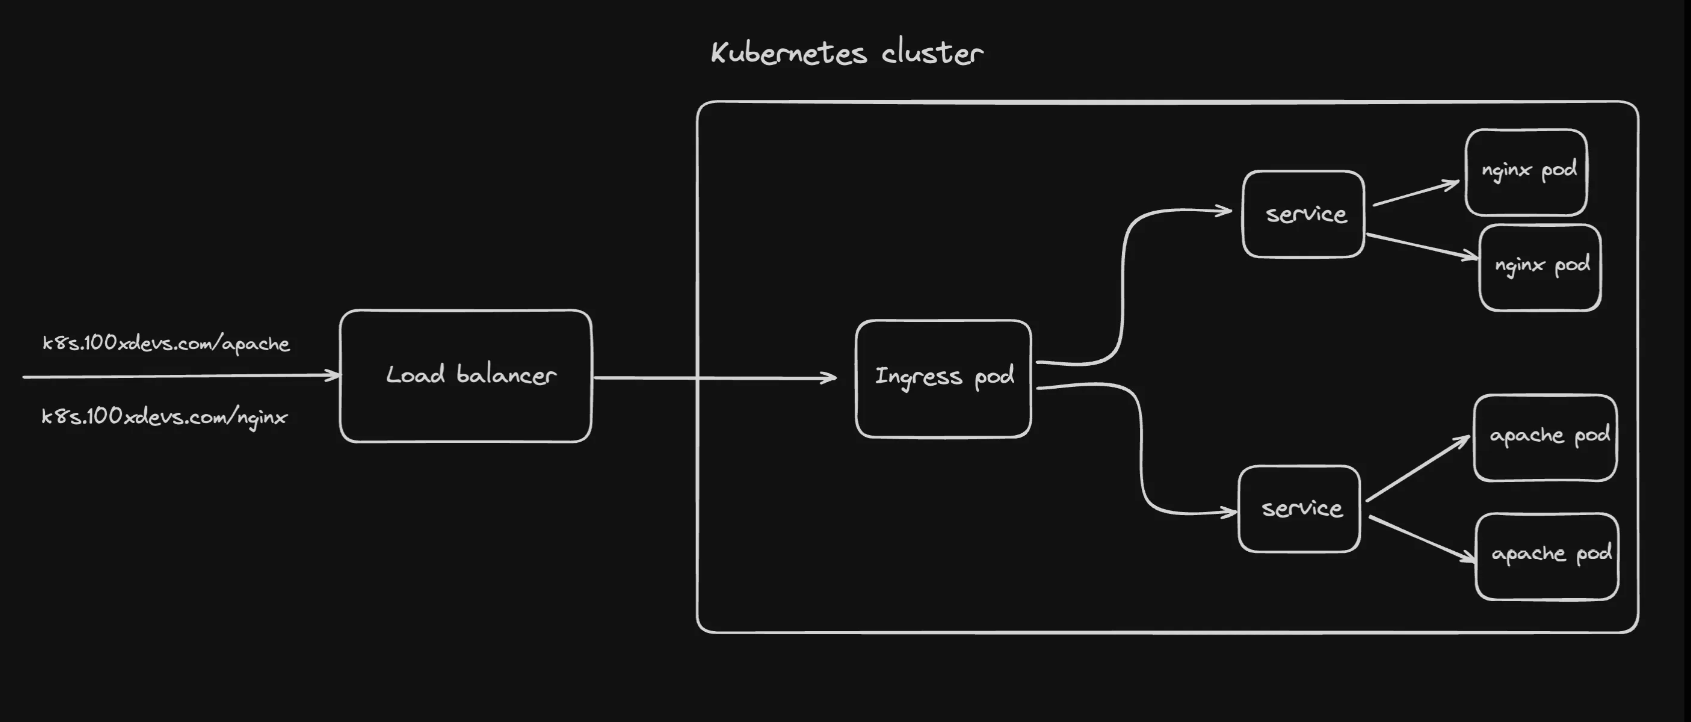 Kubernetes cluster
k8s.100xdevs.com/apache
k8s.100xdevs.com/nginx
Load balancer
Ingress pod
service
nginx pod
nginx pod
service
apache pod
apache pod